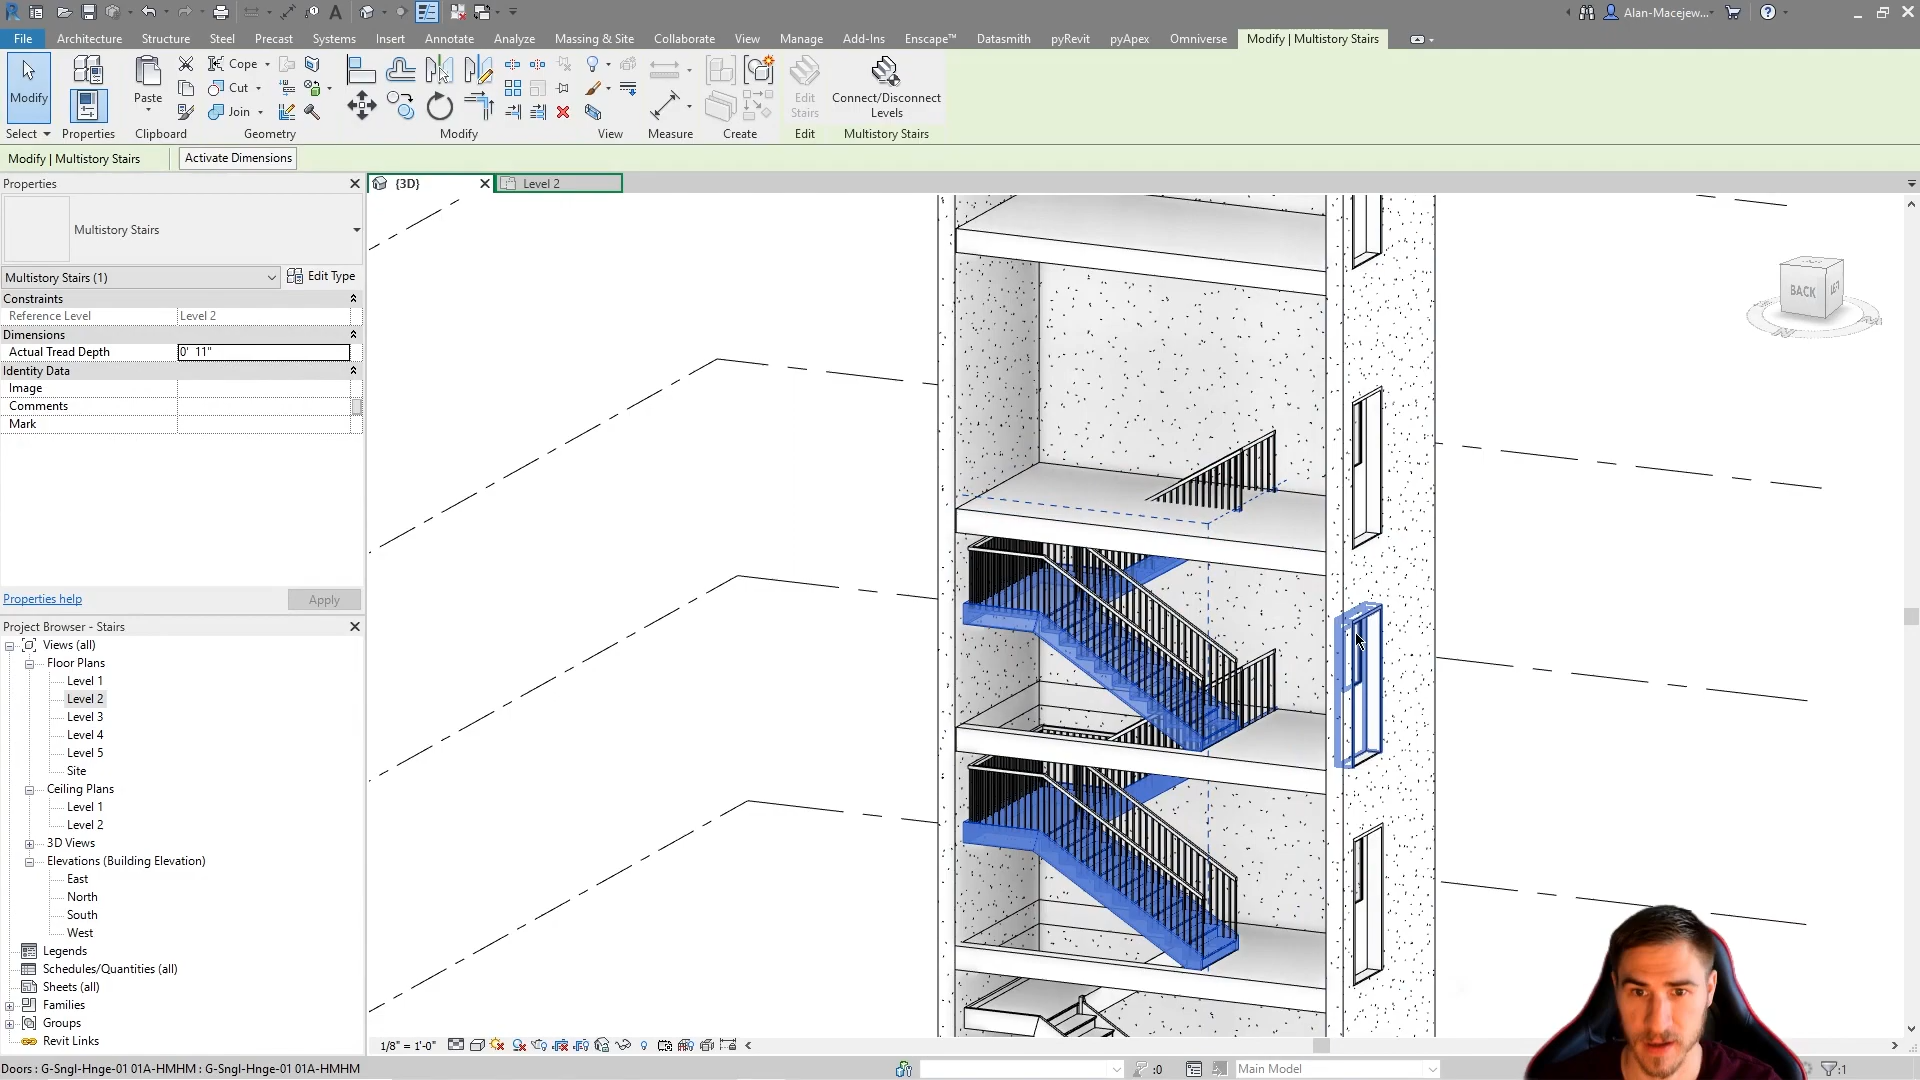 Alan-Macejew...
File Architecture Structure Steel Precast Systems Insert Annotate Analyze Massing & Site Collaborate View Manage Add-Ins Enscape™ Datasmith pyRevit pyApex Omniverse Modify | Multistory Stairs
Modify
Paste
Cope
Cut
Join
Edit
Stairs
Connect/Disconnect
Levels
Select Properties Clipboard Geometry Modify View Measure Create Edit Multistory Stairs
Modify | Multistory Stairs Activate Dimensions
Properties
{3D}
Level 2
Multistory Stairs
Multistory Stairs (1)
Edit Type
Constraints
Reference Level Level 2
Dimensions
Actual Tread Depth 0' 11"
Identity Data
Image
Comments
Mark
BACK
LEFT
Properties help
Apply
Project Browser - Stairs
Views (all)
Floor Plans
Level 1
Level 2
Level 3
Level 4
Level 5
Site
Ceiling Plans
Level 1
Level 2
3D Views
Elevations (Building Elevation)
East
North
South
West
Legends
Schedules/Quantities (all)
Sheets (all)
Families
Groups
Revit Links
1/8" = 1'-0"
Doors : G-Sngl-Hnge-01 01A-HMHM : G-Sngl-Hnge-01 01A-HMHM
:0
Main Model
:1